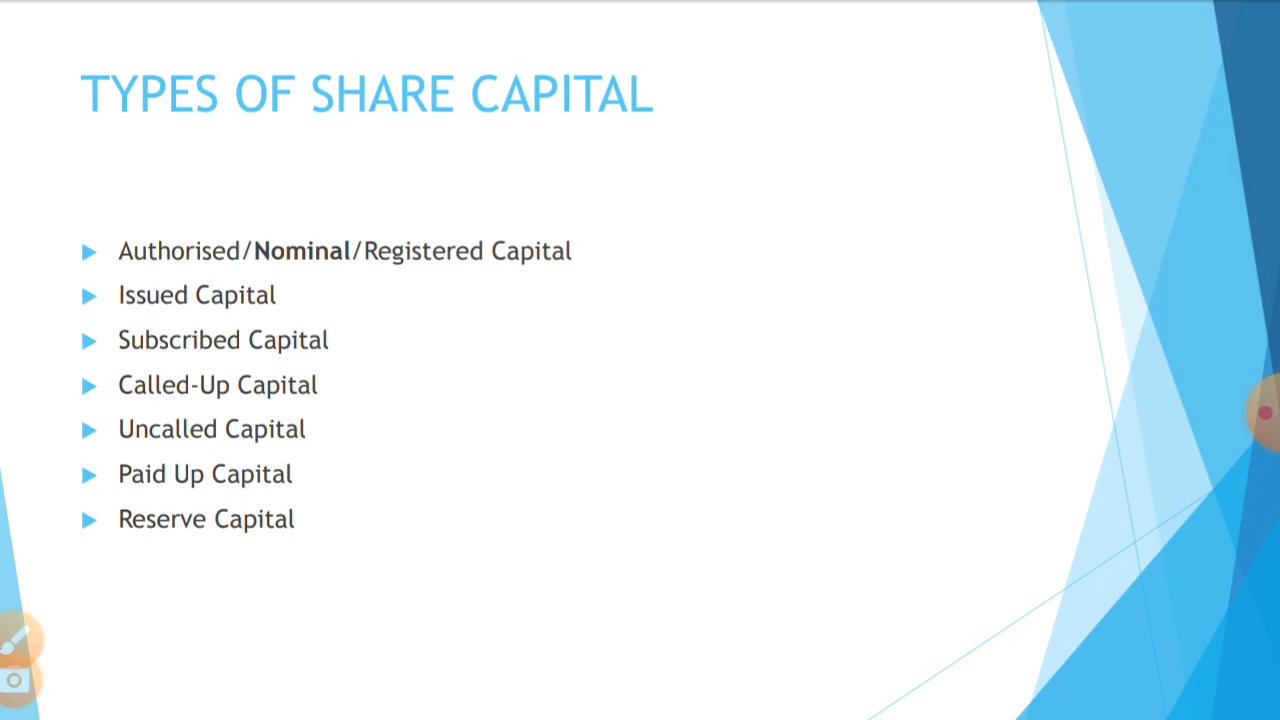 TYPES OF SHARE CAPITAL
Authorised/Nominal/Registered Capital
Issued Capital
Subscribed Capital
Called-Up Capital
Uncalled Capital
Paid Up Capital
Reserve Capital